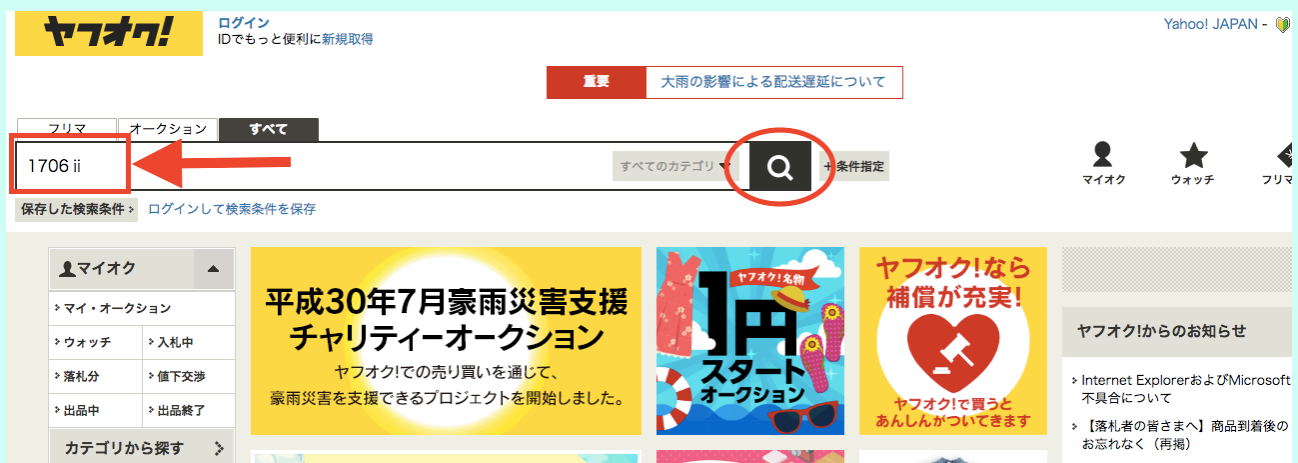 ヤフオク!
ログイン
IDでもっと便利に新規取得
Yahoo! JAPAN -
重要
大雨の影響による配送遅延について
フリマ
オークション
すべて
1706 ii
すべてのカテゴリ
+条件指定
マイオク
ウォッチ
フリマ
保存した検索条件
ログインして検索条件を保存
マイオク
マイ・オークション
ウォッチ
入札中
落札分
値下交渉
出品中
出品終了
カテゴリから探す
平成30年7月豪雨災害支援
チャリティーオークション
ヤフオク!での売り買いを通じて、
豪雨災害を支援できるプロジェクトを開始しました。
ヤフオク!名物
1円
スタート
オークション
ヤフオク!なら
補償が充実!
ヤフオク!で買うと
あんしんがついてきます
ヤフオク!からのお知らせ
Internet ExplorerおよびMicrosoft
不具合について
【落札者の皆さまへ】商品到着後の
お忘れなく（再掲）